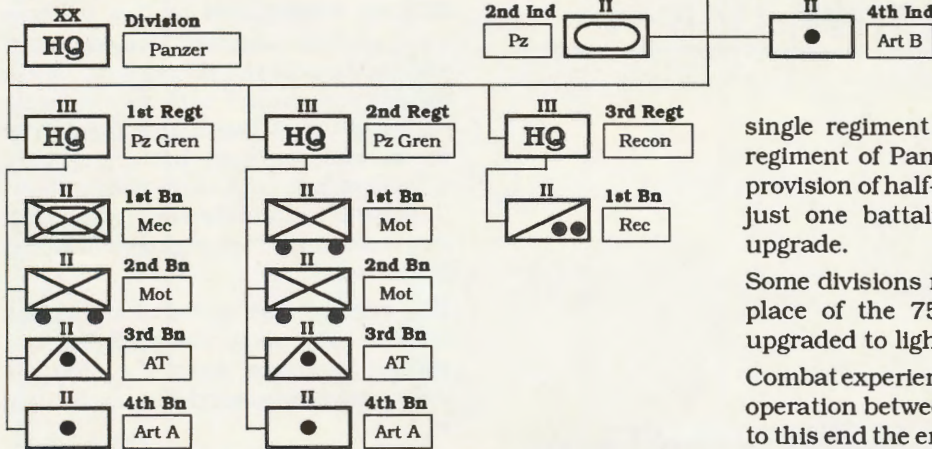 XX
Division
HQ
Panzer
2nd Ind
II
Pz
II
4th Ind
Art B
III
1st Regt
HQ
Pz Gren
III
2nd Regt
HQ
Pz Gren
III
3rd Regt
HQ
Recon
II
1st Bn
Mec
II
2nd Bn
Mot
II
3rd Bn
AT
II
4th Bn
Art A
II
1st Bn
Mot
II
2nd Bn
Mot
II
3rd Bn
AT
II
4th Bn
Art A
II
1st Bn
Rec
single regiment
regiment of Pan
provision of half-
just one battal
upgrade.
Some divisions
place of the 75
upgraded to ligh
Combat experien
operation betwee
to this end the e